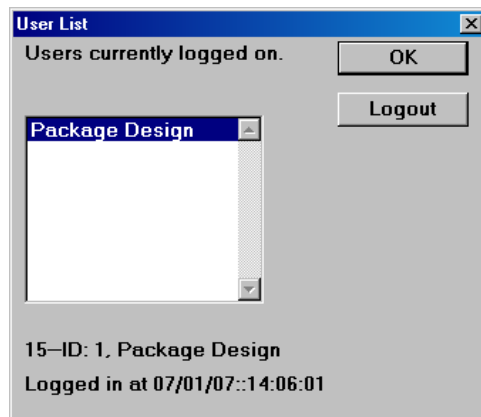 User List
Users currently logged on.
OK
Logout
Package Design
15-ID: 1, Package Design
Logged in at 07/01/07::14:06:01